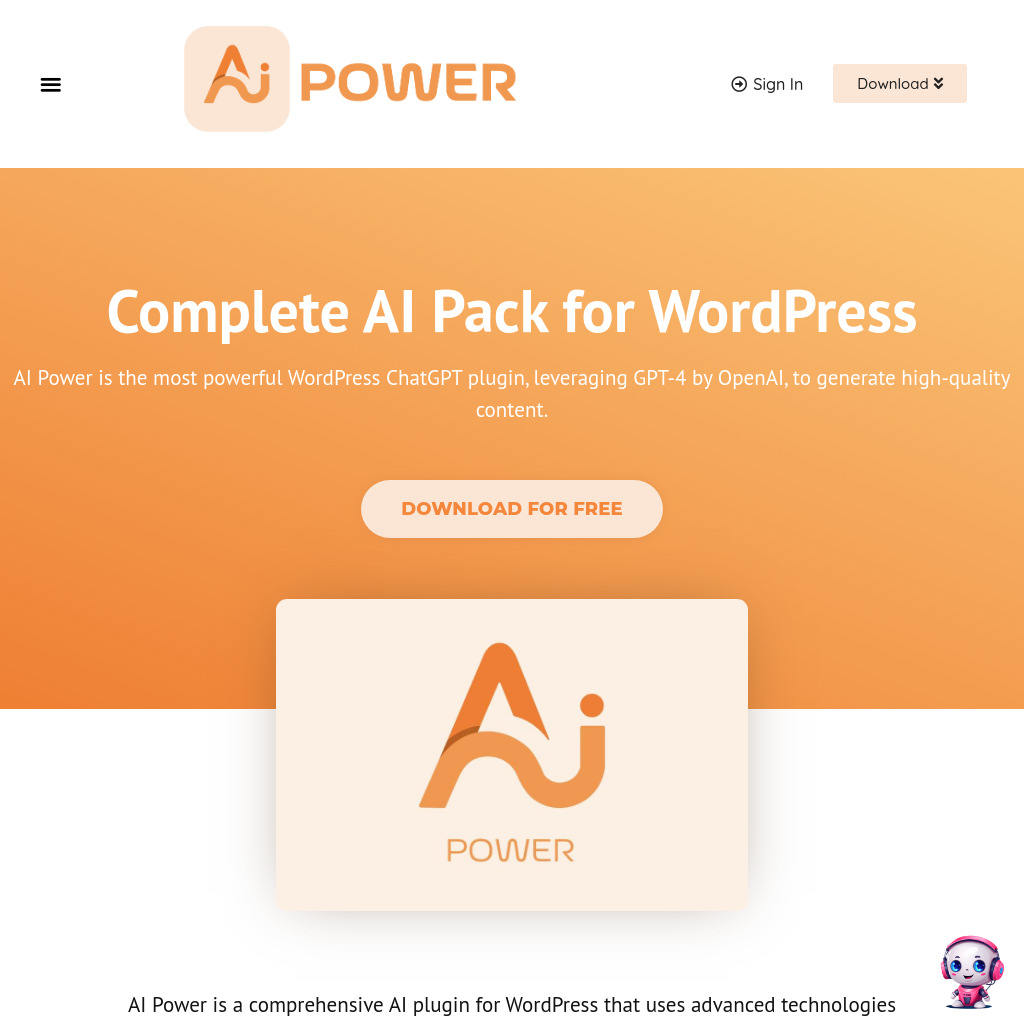 Ai POWER
Sign In
Download
Complete AI Pack for WordPress
AI Power is the most powerful WordPress ChatGPT plugin, leveraging GPT-4 by OpenAI, to generate high-quality
content.
DOWNLOAD FOR FREE
Ai
POWER
AI Power is a comprehensive AI plugin for WordPress that uses advanced technologies